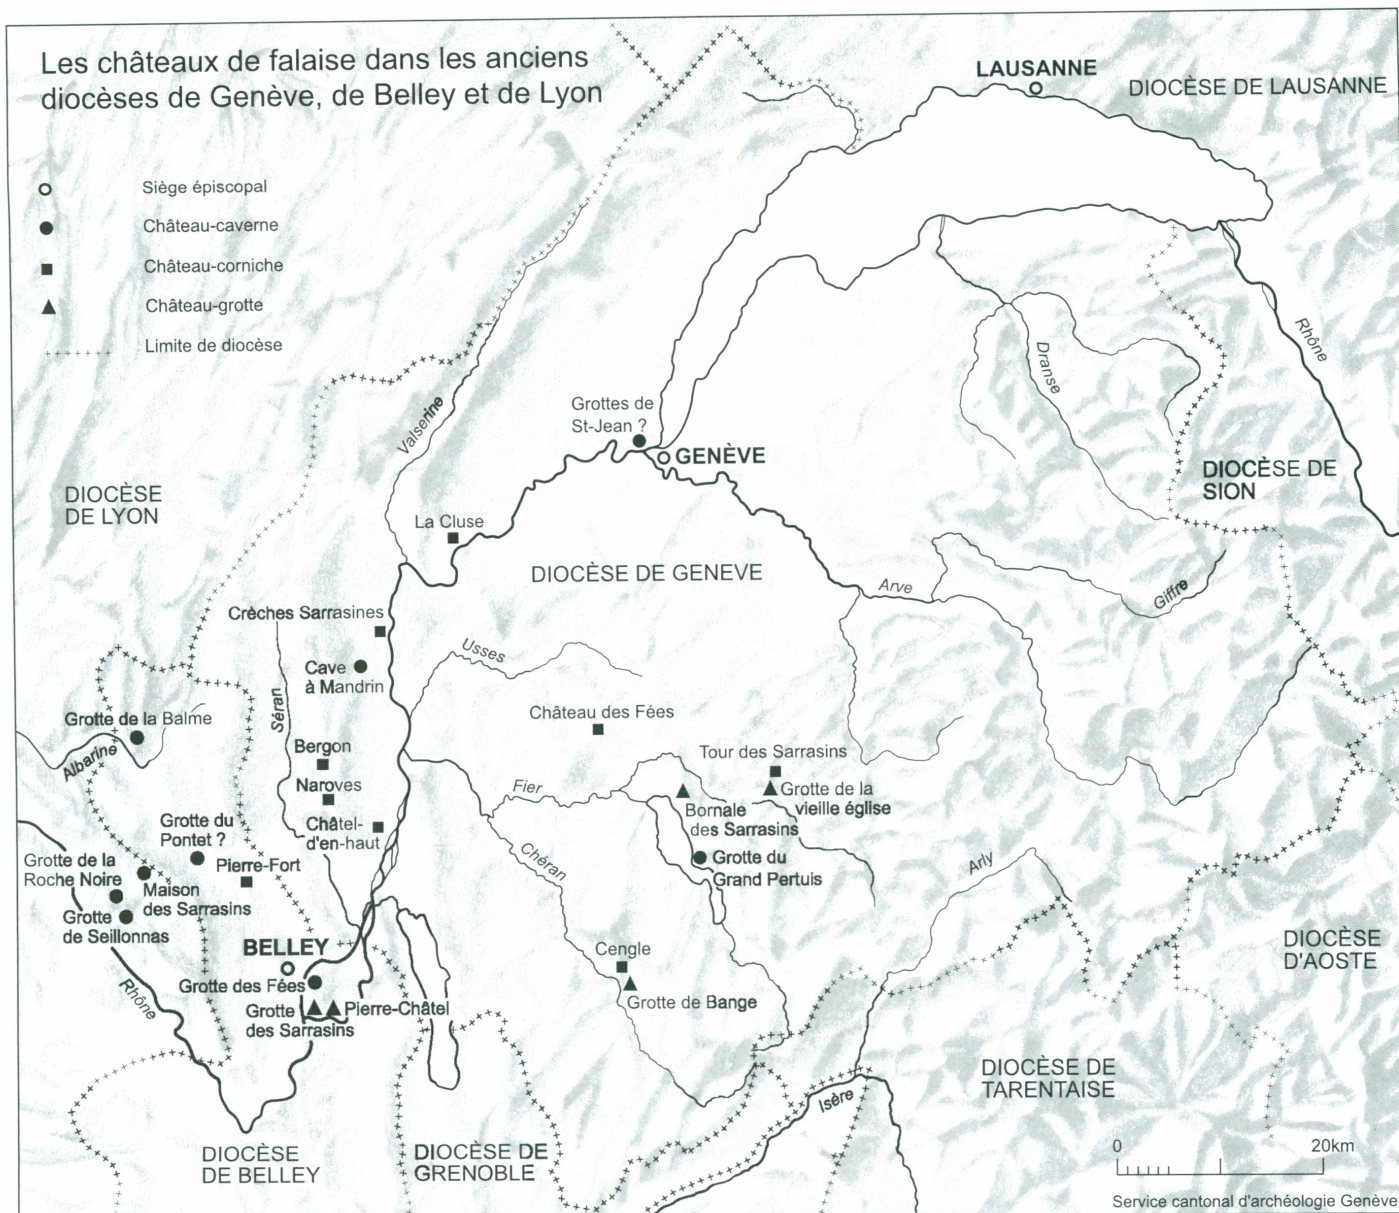 Les châteaux de falaise dans les anciens
diocèses de Genève, de Belley et de Lyon
Siège épiscopal
Château-caverne
Château-corniche
Château-grotte
Limite de diocèse
LAUSANNE
DIOCÈSE DE LAUSANNE
Rhône
Dranse
Valserine
Grottes de
St-Jean ?
GENÈVE
DIOCÈSE DE
SION
DIOCÈSE
DE LYON
La Cluse
DIOCÈSE DE GENEVE
Arve
Giffre
Crèches Sarrasines
Usses
Cave
à Mandrin
Séran
Grotte de la Balme
Albarine
Château des Fées
Bergon
Tour des Sarrasins
Naroves
Fier
Grotte de la
vieille église
Bornale
des Sarrasins
Châtel-
d'en-haut
Grotte du
Pontet ?
Chéran
Grotte de la
Roche Noire
Pierre-Fort
Grotte du
Grand Pertuis
Arly
Maison
des Sarrasins
Grotte
de Seillonnas
BELLEY
Cengle
DIOCÈSE
D'AOSTE
Rhône
Grotte des Fées
Grotte de Bange
Grotte
des Sarrasins
Pierre-Châtel
DIOCÈSE DE
TARENTAISE
Isère
DIOCÈSE
DE BELLEY
DIOCÈSE DE
GRENOBLE
0 20km
Service cantonal d'archéologie Genève